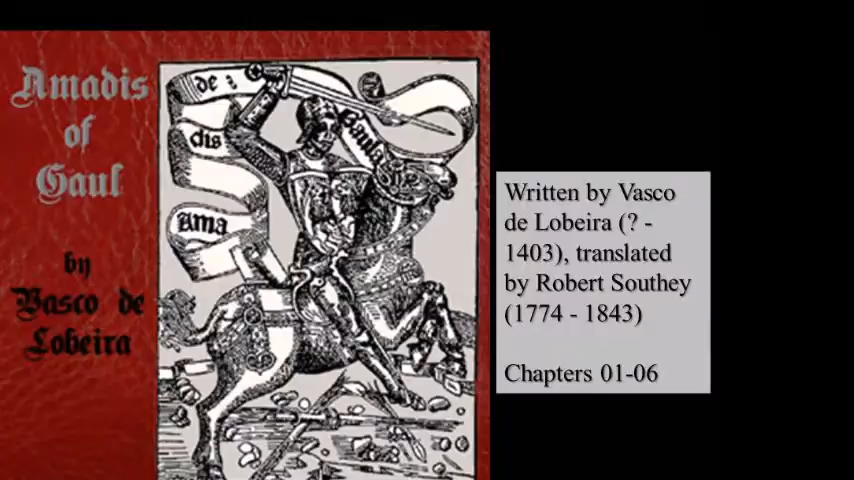 Amadis
of
Gaul
by
Vasco de
Lobeira
de
dis
Ama
Gaula
Written by Vasco
de Lobeira (? -
1403), translated
by Robert Southey
(1774 - 1843)
Chapters 01-06